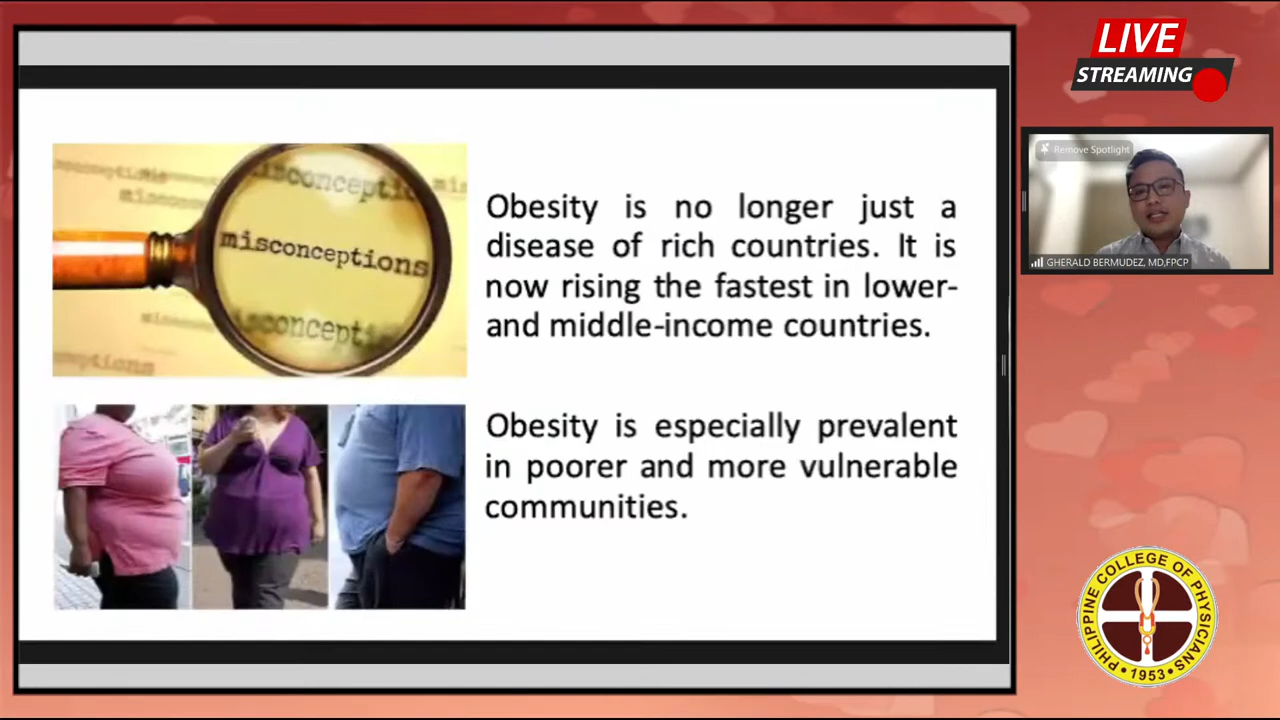 LIVE
STREAMING
Remove Spotlight
GHERALD BERMUDEZ, MD,FPCP
misconceptions
Obesity is no longer just a
disease of rich countries. It is
now rising the fastest in lower-
and middle-income countries.
Obesity is especially prevalent
in poorer and more vulnerable
communities.
PHILIPPINE COLLEGE OF PHYSICIANS
1953